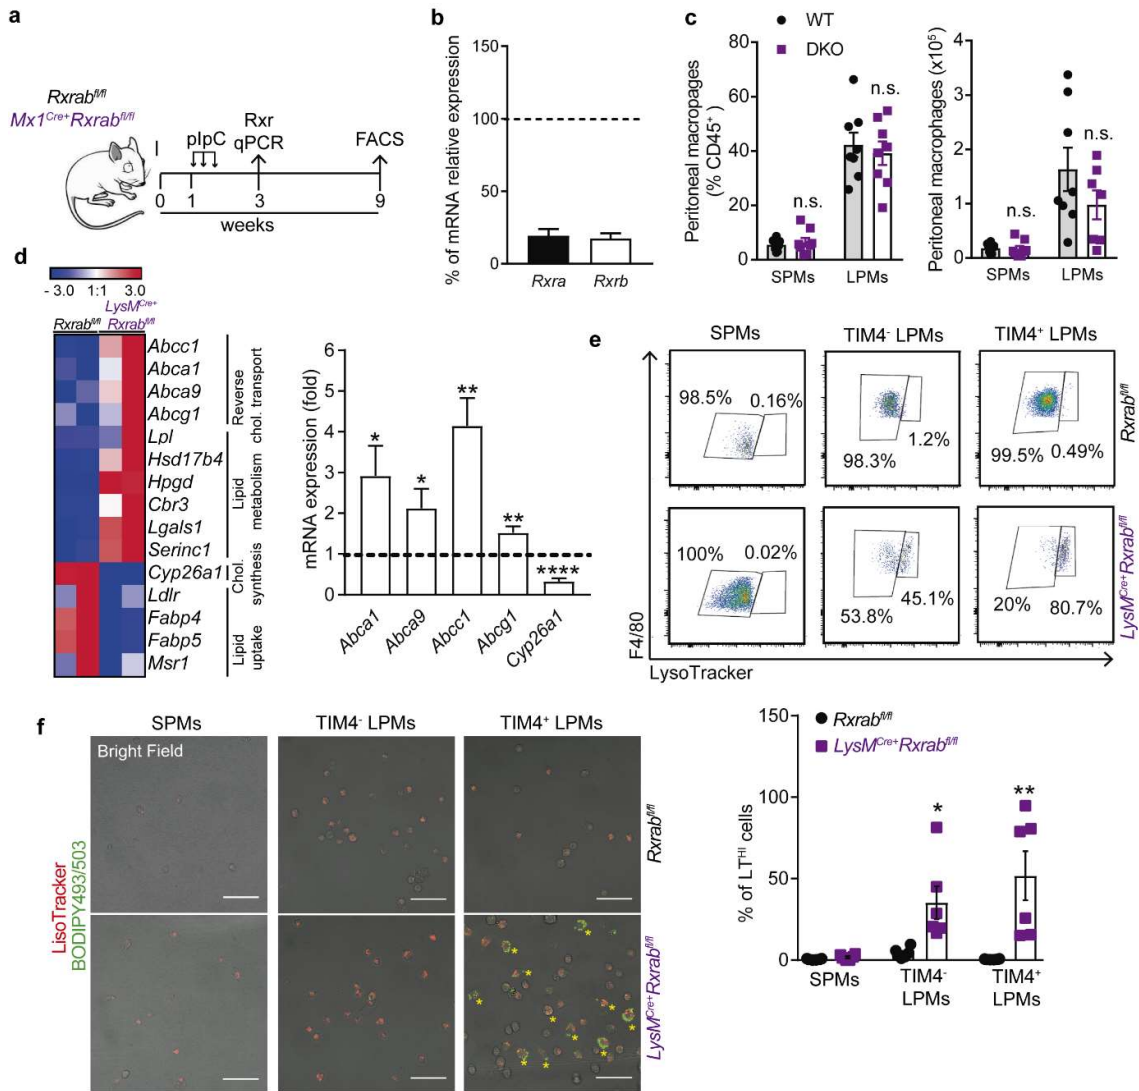 a
Rxrab^fl/fl
Mx1^Cre+Rxrab^fl/fl
pIpC
Rxr
qPCR
FACS
0 1 3 9
weeks
b
% of mRNA relative expression
150
100
50
0
Rxra Rxrb
c
WT
DKO
Peritoneal macropages
(% CD45+)
80
60
40
20
0
n.s.
n.s.
SPMs LPMs
Peritoneal macrophages (x10^5)
4
3
2
1
0
n.s.
n.s.
SPMs LPMs
d
- 3.0 1:1 3.0
LysM^Cre+
Rxrab^fl/fl Rxrab^fl/fl
Abcc1
Abca1
Abca9
Abcg1
Lpl
Hsd17b4
Hpgd
Cbr3
Lgals1
Serinc1
Cyp26a1
Ldlr
Fabp4
Fabp5
Msr1
Reverse
chol. transport
Lipid
metabolism
Chol.
synthesis
Lipid
uptake
mRNA expression (fold)
6
5
4
3
2
1
0
* * ** ** ****
Abca1 Abca9 Abcc1 Abcg1 Cyp26a1
e
SPMs TIM4- LPMs TIM4+ LPMs
98.5% 0.16%
98.3% 1.2%
99.5% 0.49%
Rxrab^fl/fl
100% 0.02%
53.8% 45.1%
20% 80.7%
LysM^Cre+Rxrab^fl/fl
F4/80
LysoTracker
f
SPMs TIM4- LPMs TIM4+ LPMs
Bright Field
LisoTracker
BODIPY493/503
Rxrab^fl/fl
LysM^Cre+Rxrab^fl/fl
Rxrab^fl/fl
LysM^Cre+Rxrab^fl/fl
% of LT^HI cells
150
100
50
0
* **
SPMs TIM4- LPMs TIM4+ LPMs